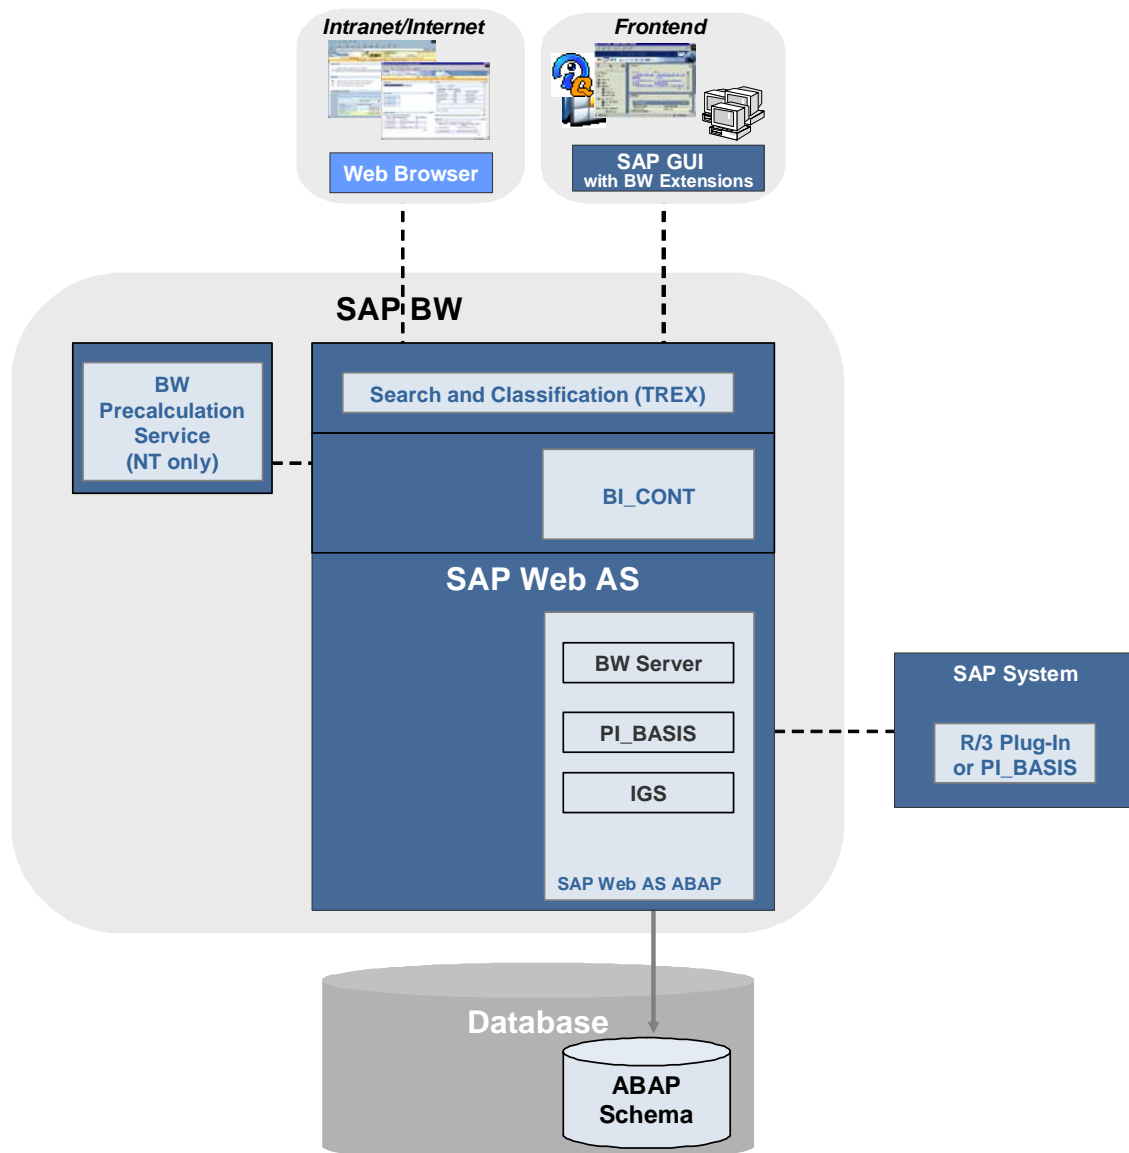 Intranet/Internet
Web Browser
Frontend
SAP GUI
with BW Extensions
SAP BW
BW
Precalculation
Service
(NT only)
Search and Classification (TREX)
BI_CONT
SAP Web AS
BW Server
PI_BASIS
IGS
SAP Web AS ABAP
SAP System
R/3 Plug-In
or PI_BASIS
Database
ABAP
Schema